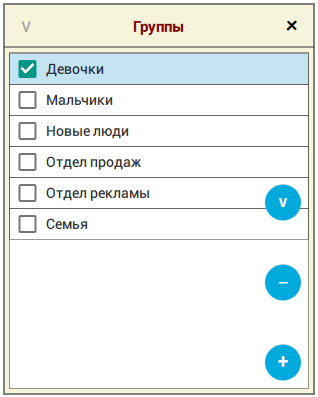 V Группы ×
Девочки
Мальчики
Новые люди
Отдел продаж
Отдел рекламы
v
Семья
−
+